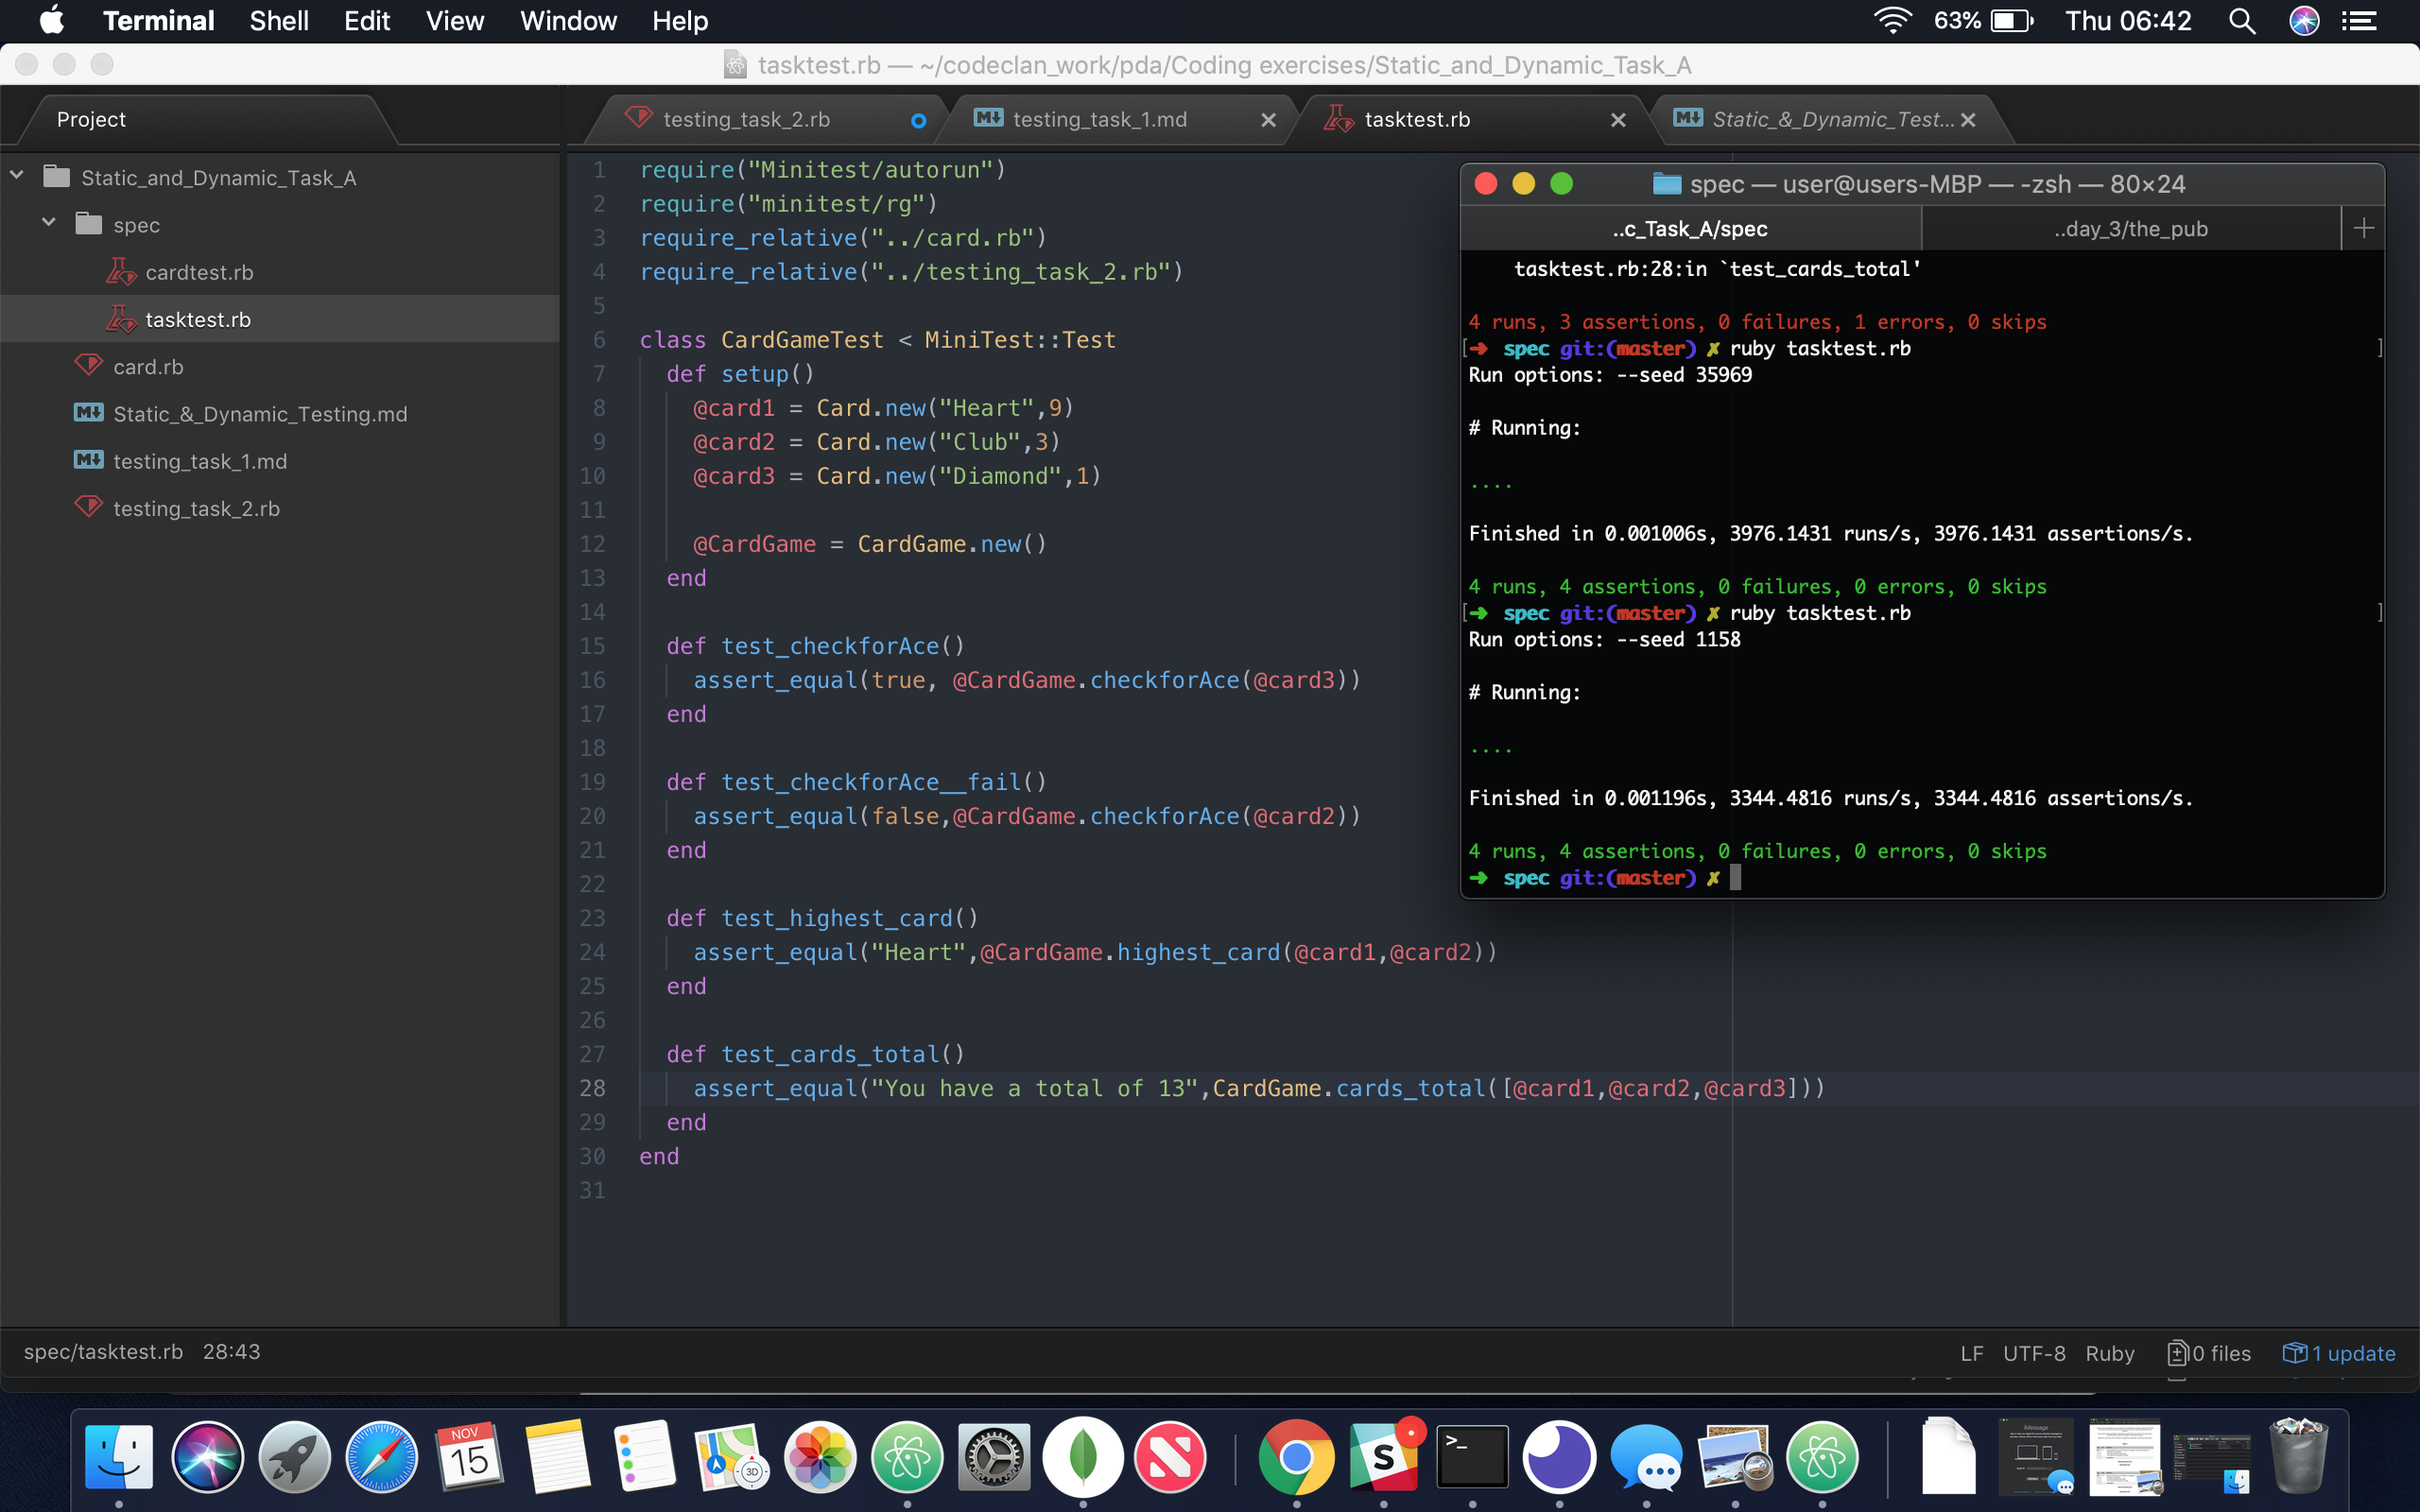 Terminal Shell Edit View Window Help 63% Thu 06:42
tasktest.rb — ~/codeclan_work/pda/Coding exercises/Static_and_Dynamic_Task_A
Project
testing_task_2.rb testing_task_1.md tasktest.rb Static_&_Dynamic_Test...
Static_and_Dynamic_Task_A
spec
cardtest.rb
tasktest.rb
card.rb
Static_&_Dynamic_Testing.md
testing_task_1.md
testing_task_2.rb
1 require("Minitest/autorun")
2 require("minitest/rg")
3 require_relative("../card.rb")
4 require_relative("../testing_task_2.rb")
5
6 class CardGameTest < MiniTest::Test
7 def setup()
8 @card1 = Card.new("Heart",9)
9 @card2 = Card.new("Club",3)
10 @card3 = Card.new("Diamond",1)
11
12 @CardGame = CardGame.new()
13 end
14
15 def test_checkforAce()
16 assert_equal(true, @CardGame.checkforAce(@card3))
17 end
18
19 def test_checkforAce__fail()
20 assert_equal(false,@CardGame.checkforAce(@card2))
21 end
22
23 def test_highest_card()
24 assert_equal("Heart",@CardGame.highest_card(@card1,@card2))
25 end
26
27 def test_cards_total()
28 assert_equal("You have a total of 13",CardGame.cards_total([@card1,@card2,@card3]))
29 end
30 end
31
spec — user@users-MBP — -zsh — 80×24
..c_Task_A/spec ..day_3/the_pub
tasktest.rb:28:in `test_cards_total'
4 runs, 3 assertions, 0 failures, 1 errors, 0 skips
[➜ spec git:(master) ✗ ruby tasktest.rb ]
Run options: --seed 35969
# Running:
....
Finished in 0.001006s, 3976.1431 runs/s, 3976.1431 assertions/s.
4 runs, 4 assertions, 0 failures, 0 errors, 0 skips
[➜ spec git:(master) ✗ ruby tasktest.rb ]
Run options: --seed 1158
# Running:
....
Finished in 0.001196s, 3344.4816 runs/s, 3344.4816 assertions/s.
4 runs, 4 assertions, 0 failures, 0 errors, 0 skips
➜ spec git:(master) ✗
spec/tasktest.rb 28:43 LF UTF-8 Ruby 0 files 1 update
NOV
15
3D
S
>_